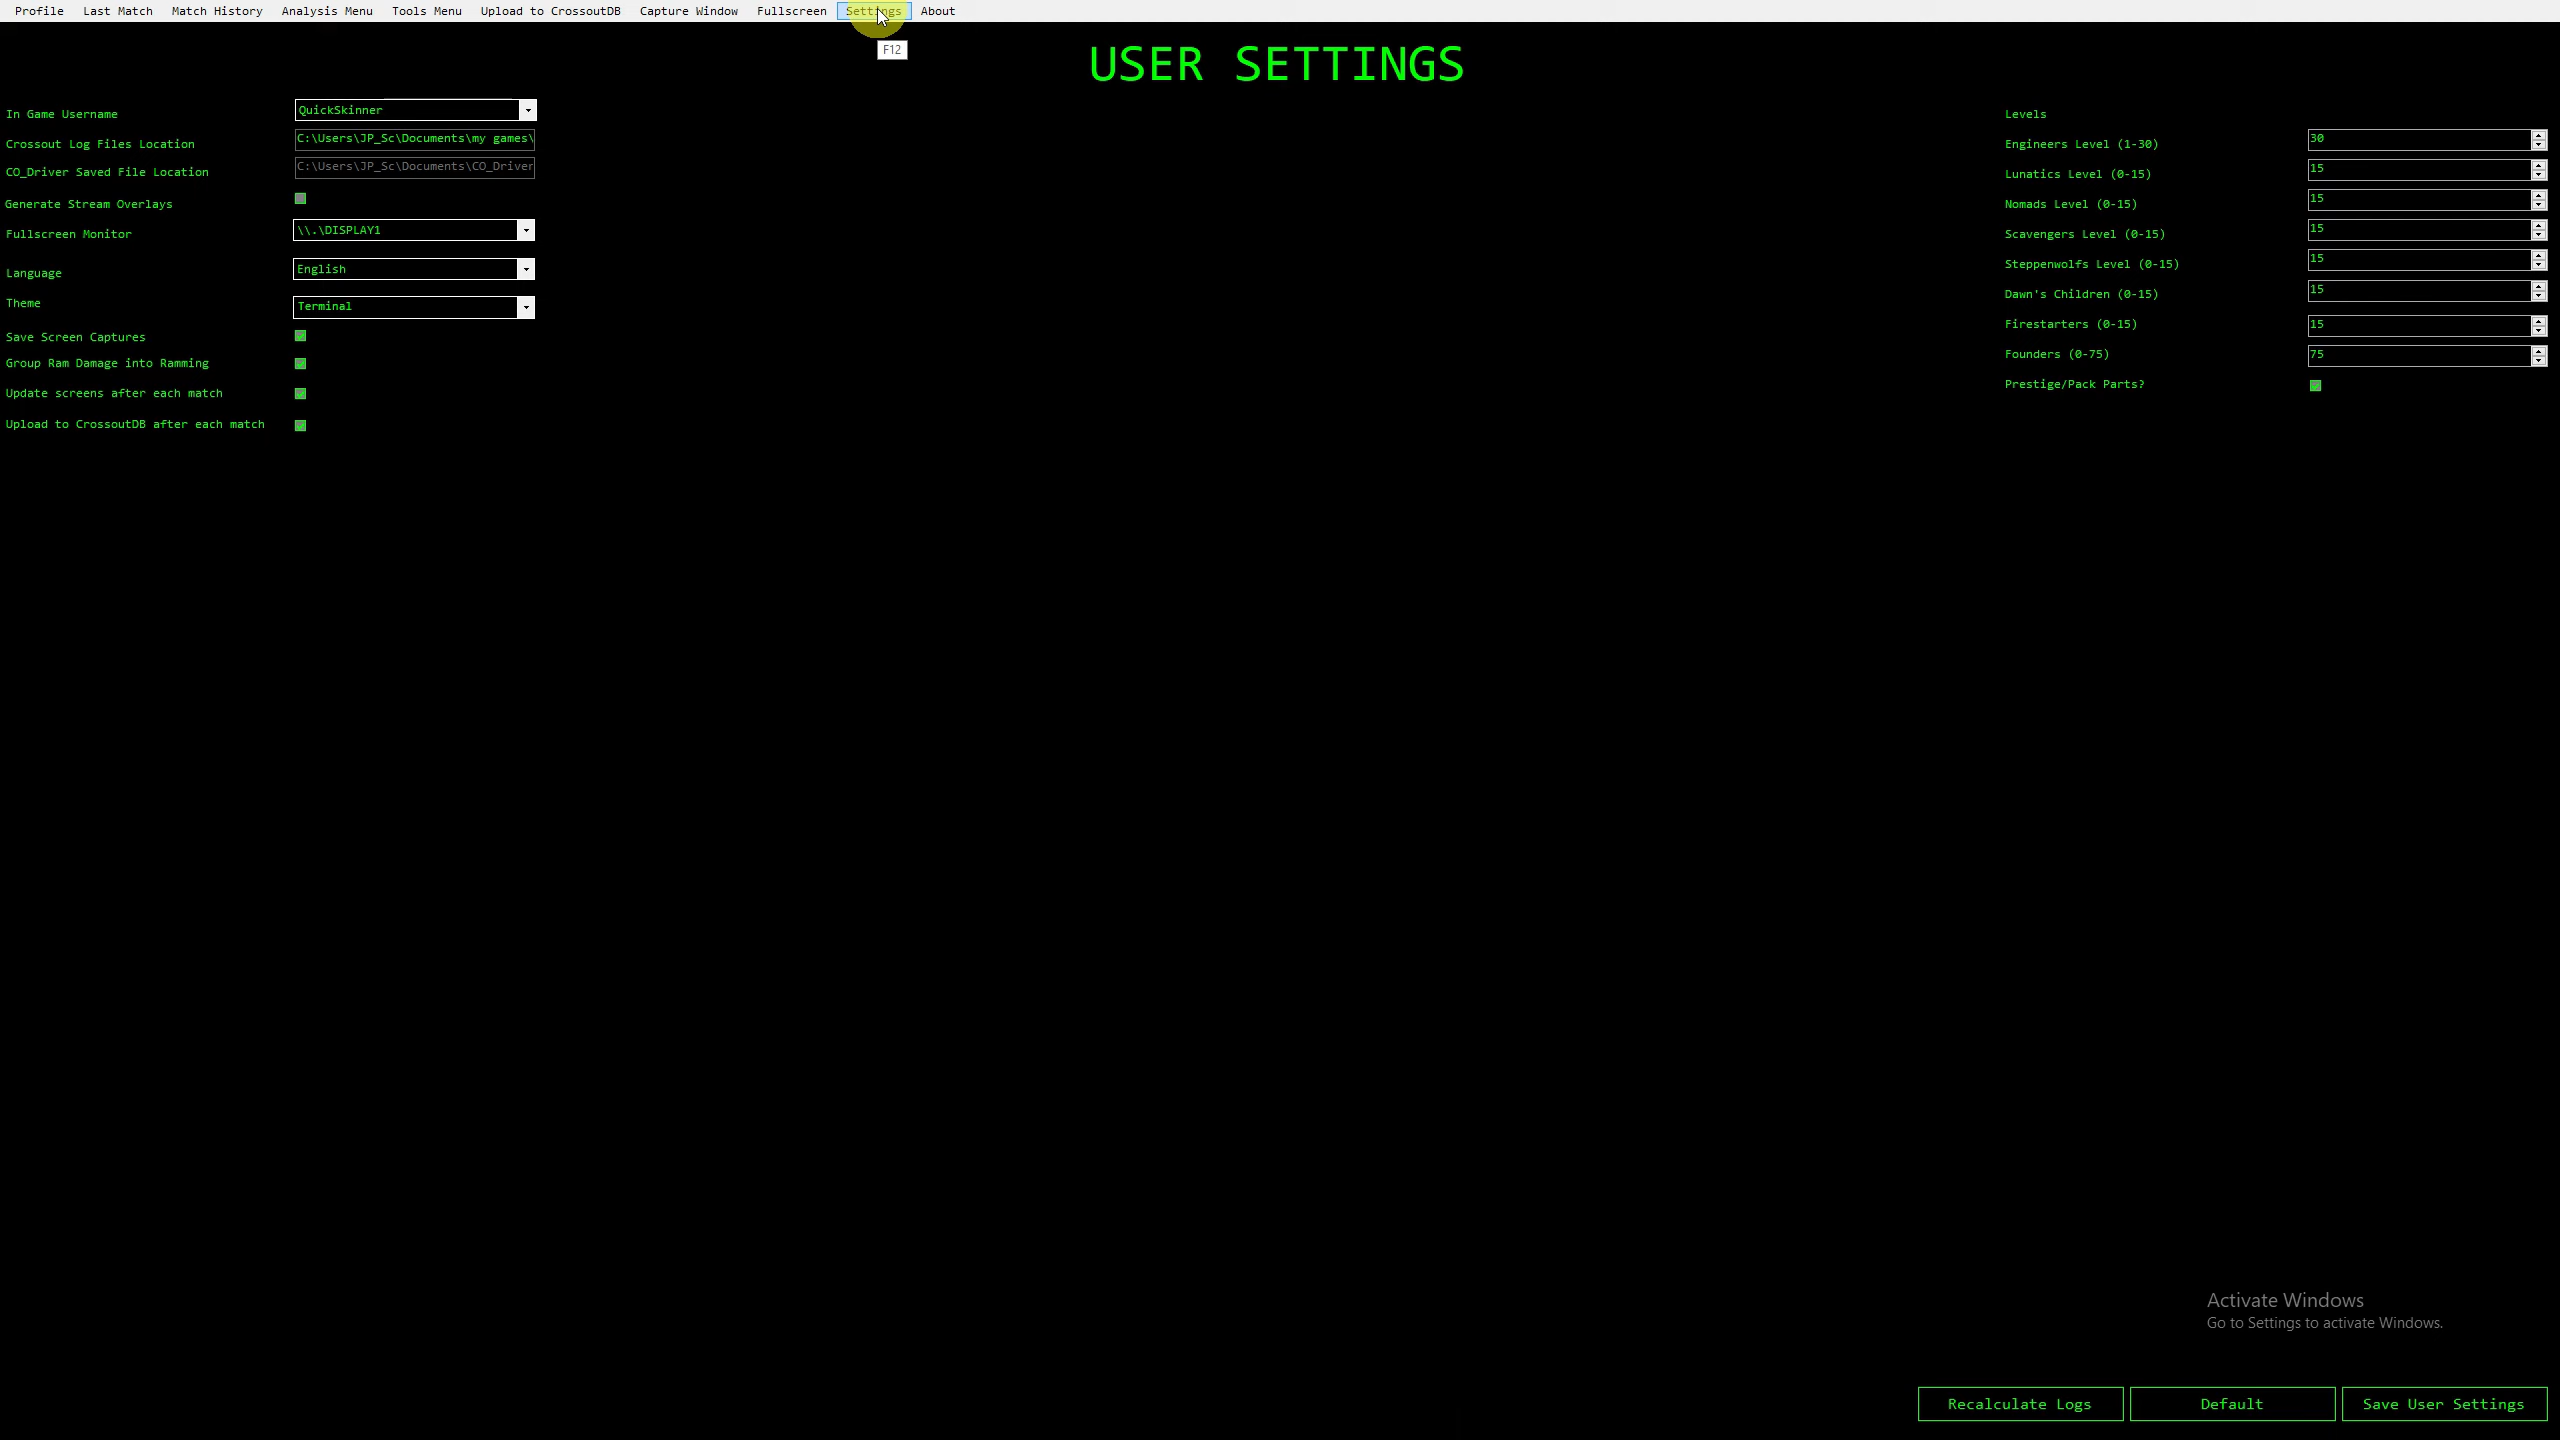 Profile Last Match Match History Analysis Menu Tools Menu Upload to CrossoutDB Capture Window Fullscreen Settings About
F12
USER SETTINGS
In Game Username QuickSkinner
Crossout Log Files Location C:\Users\JP_Sc\Documents\my games\
CO_Driver Saved File Location C:\Users\JP_Sc\Documents\CO_Driver
Generate Stream Overlays
Fullscreen Monitor \\.\DISPLAY1
Language English
Theme Terminal
Save Screen Captures
Group Ram Damage into Ramming
Update screens after each match
Upload to CrossoutDB after each match
Levels
Engineers Level (1-30) 30
Lunatics Level (0-15) 15
Nomads Level (0-15) 15
Scavengers Level (0-15) 15
Steppenwolfs Level (0-15) 15
Dawn's Children (0-15) 15
Firestarters (0-15) 15
Founders (0-75) 75
Prestige/Pack Parts?
Activate Windows
Go to Settings to activate Windows.
Recalculate Logs Default Save User Settings